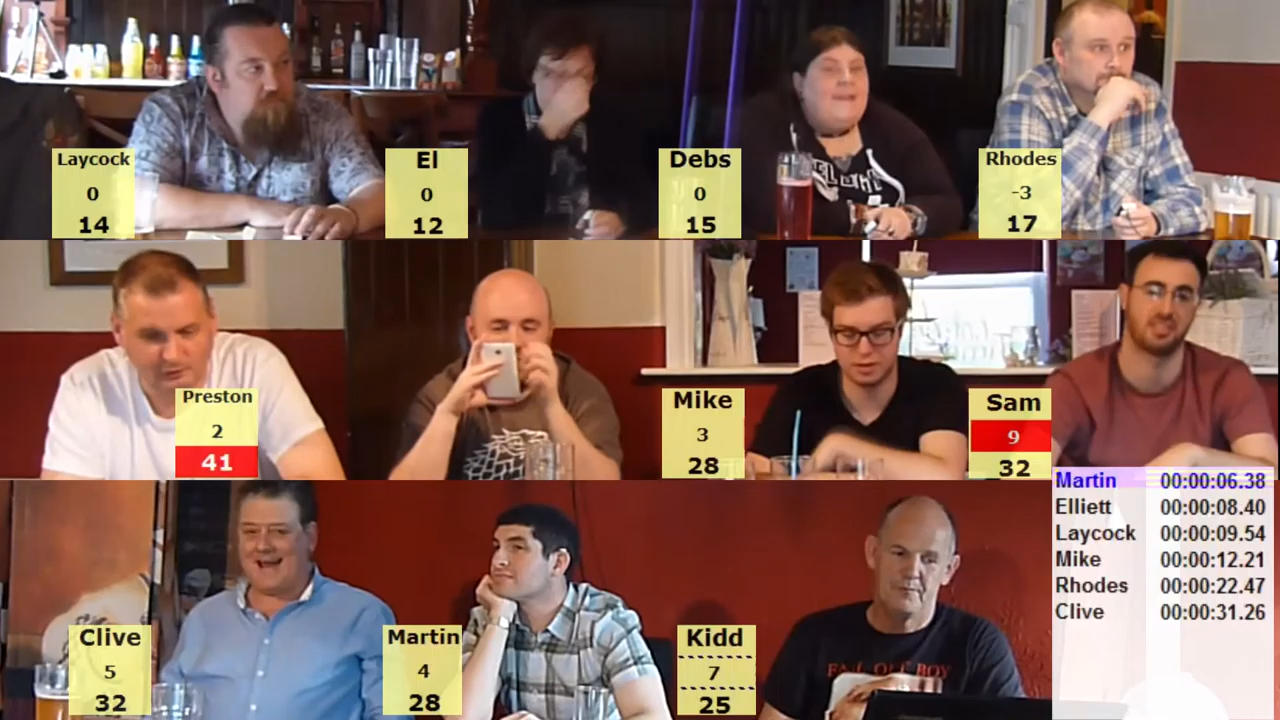 Laycock
0
14
El
0
12
Debs
0
15
Rhodes
-3
17
Preston
2
41
Mike
3
28
Sam
9
32
Clive
5
32
Martin
4
28
Kidd
7
25
Martin 00:00:06.38
Elliett 00:00:08.40
Laycock 00:00:09.54
Mike 00:00:12.21
Rhodes 00:00:22.47
Clive 00:00:31.26